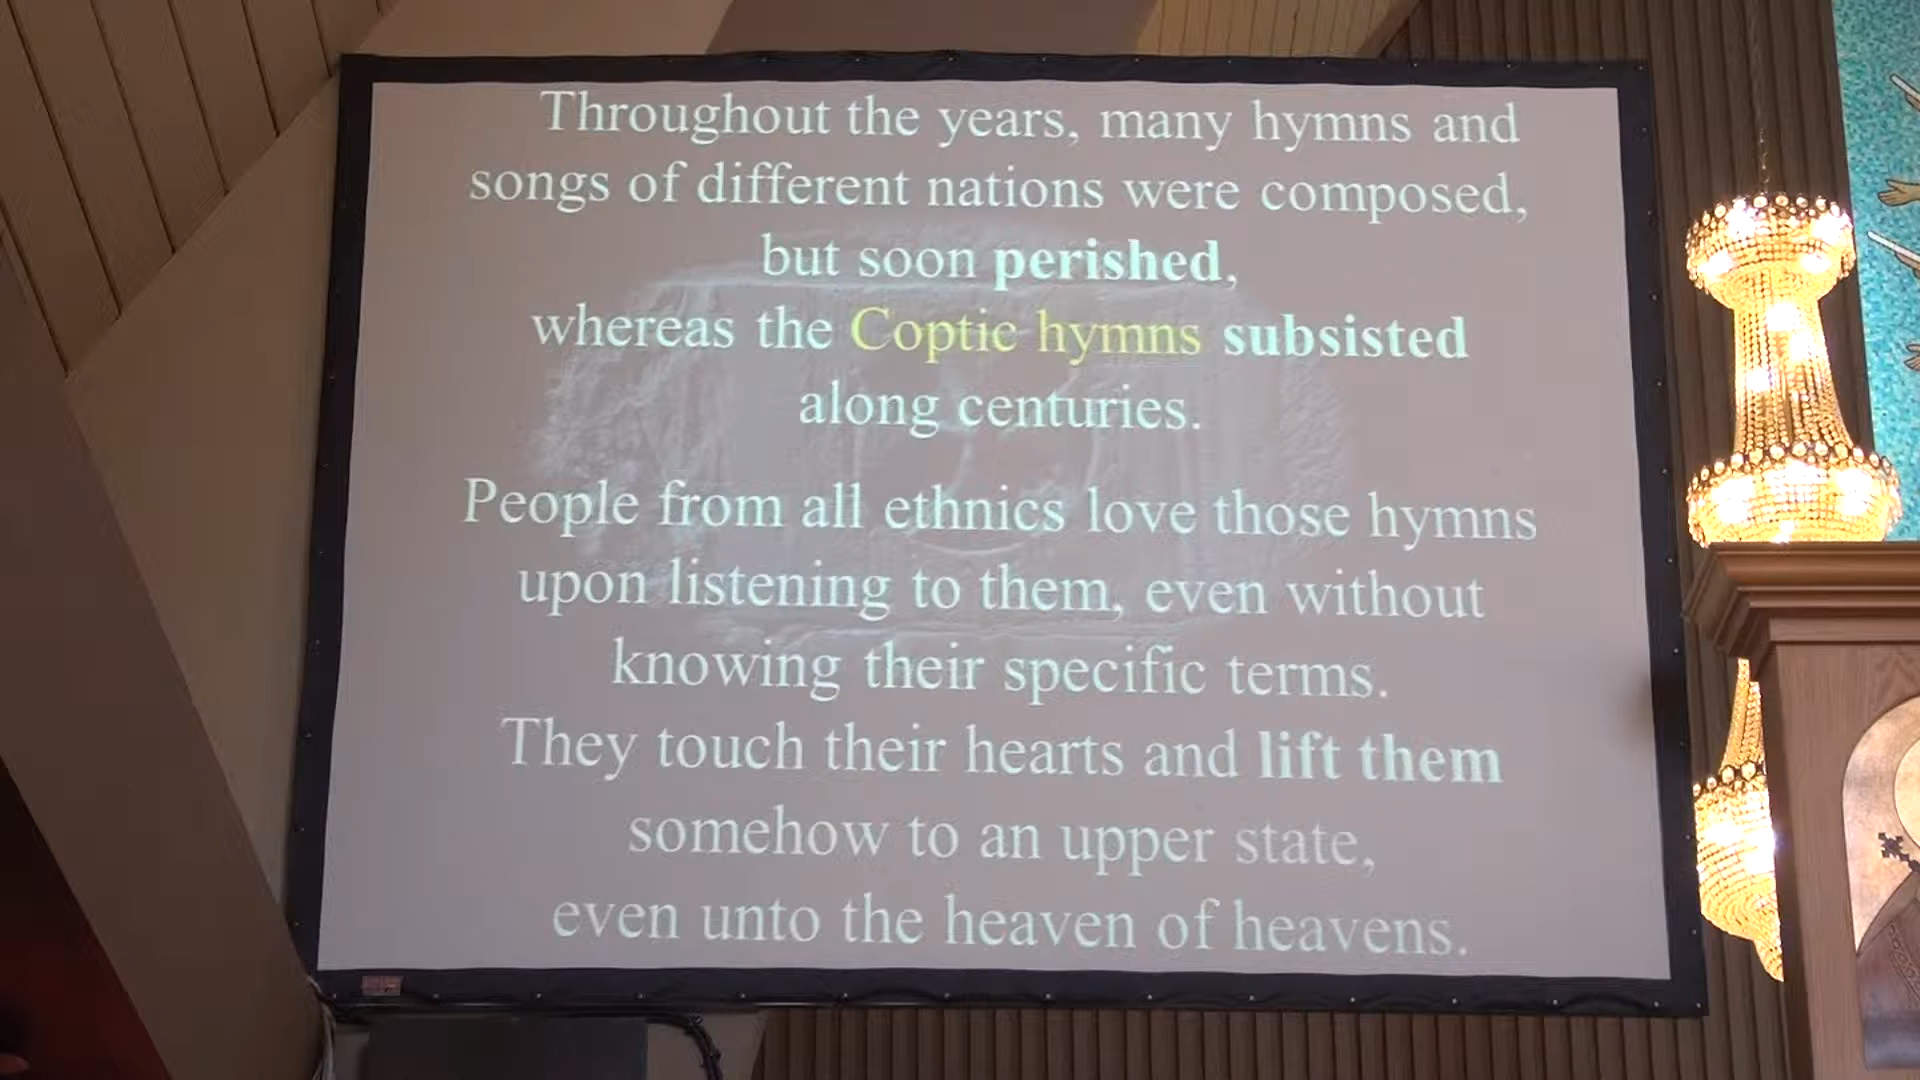 Throughout the years, many hymns and
songs of different nations were composed,
but soon perished,
whereas the Coptic hymns subsisted
along centuries.
People from all ethnics love those hymns
upon listening to them, even without
knowing their specific terms.
They touch their hearts and lift them
somehow to an upper state,
even unto the heaven of heavens.